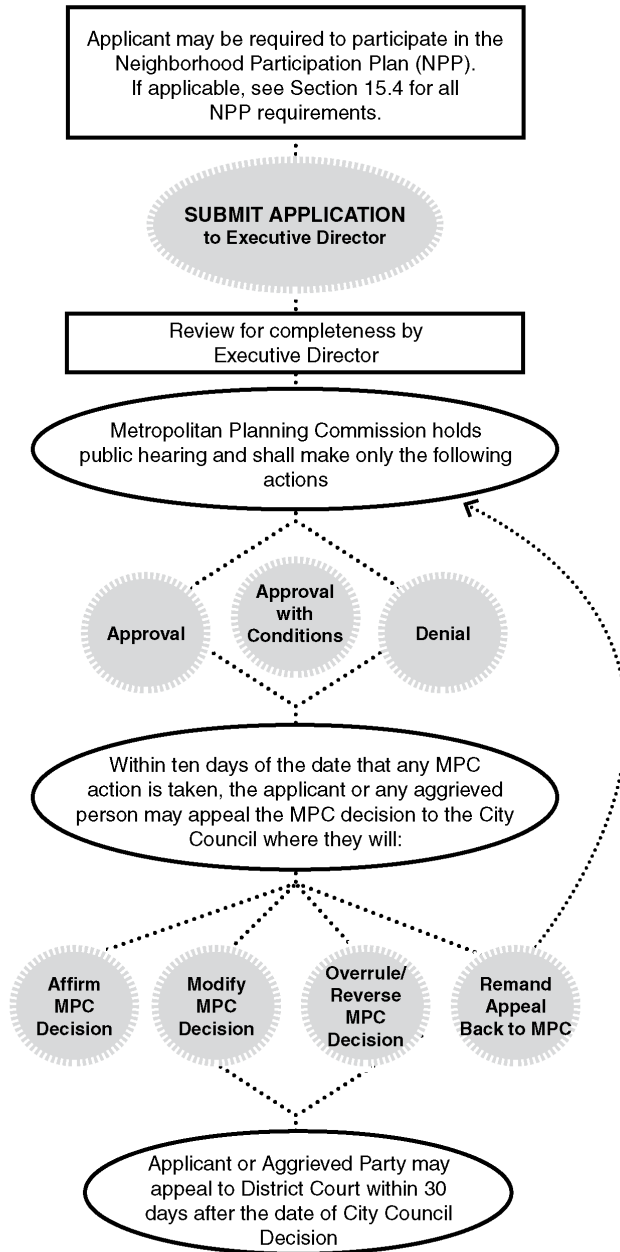 Applicant may be required to participate in the
Neighborhood Participation Plan (NPP).
If applicable, see Section 15.4 for all
NPP requirements.
SUBMIT APPLICATION
to Executive Director
Review for completeness by
Executive Director
Metropolitan Planning Commission holds
public hearing and shall make only the following
actions
Approval
Approval
with
Conditions
Denial
Within ten days of the date that any MPC
action is taken, the applicant or any aggrieved
person may appeal the MPC decision to the City
Council where they will:
Affirm
MPC
Decision
Modify
MPC
Decision
Overrule/
Reverse
MPC
Decision
Remand
Appeal
Back to MPC
Applicant or Aggrieved Party may
appeal to District Court within 30
days after the date of City Council
Decision